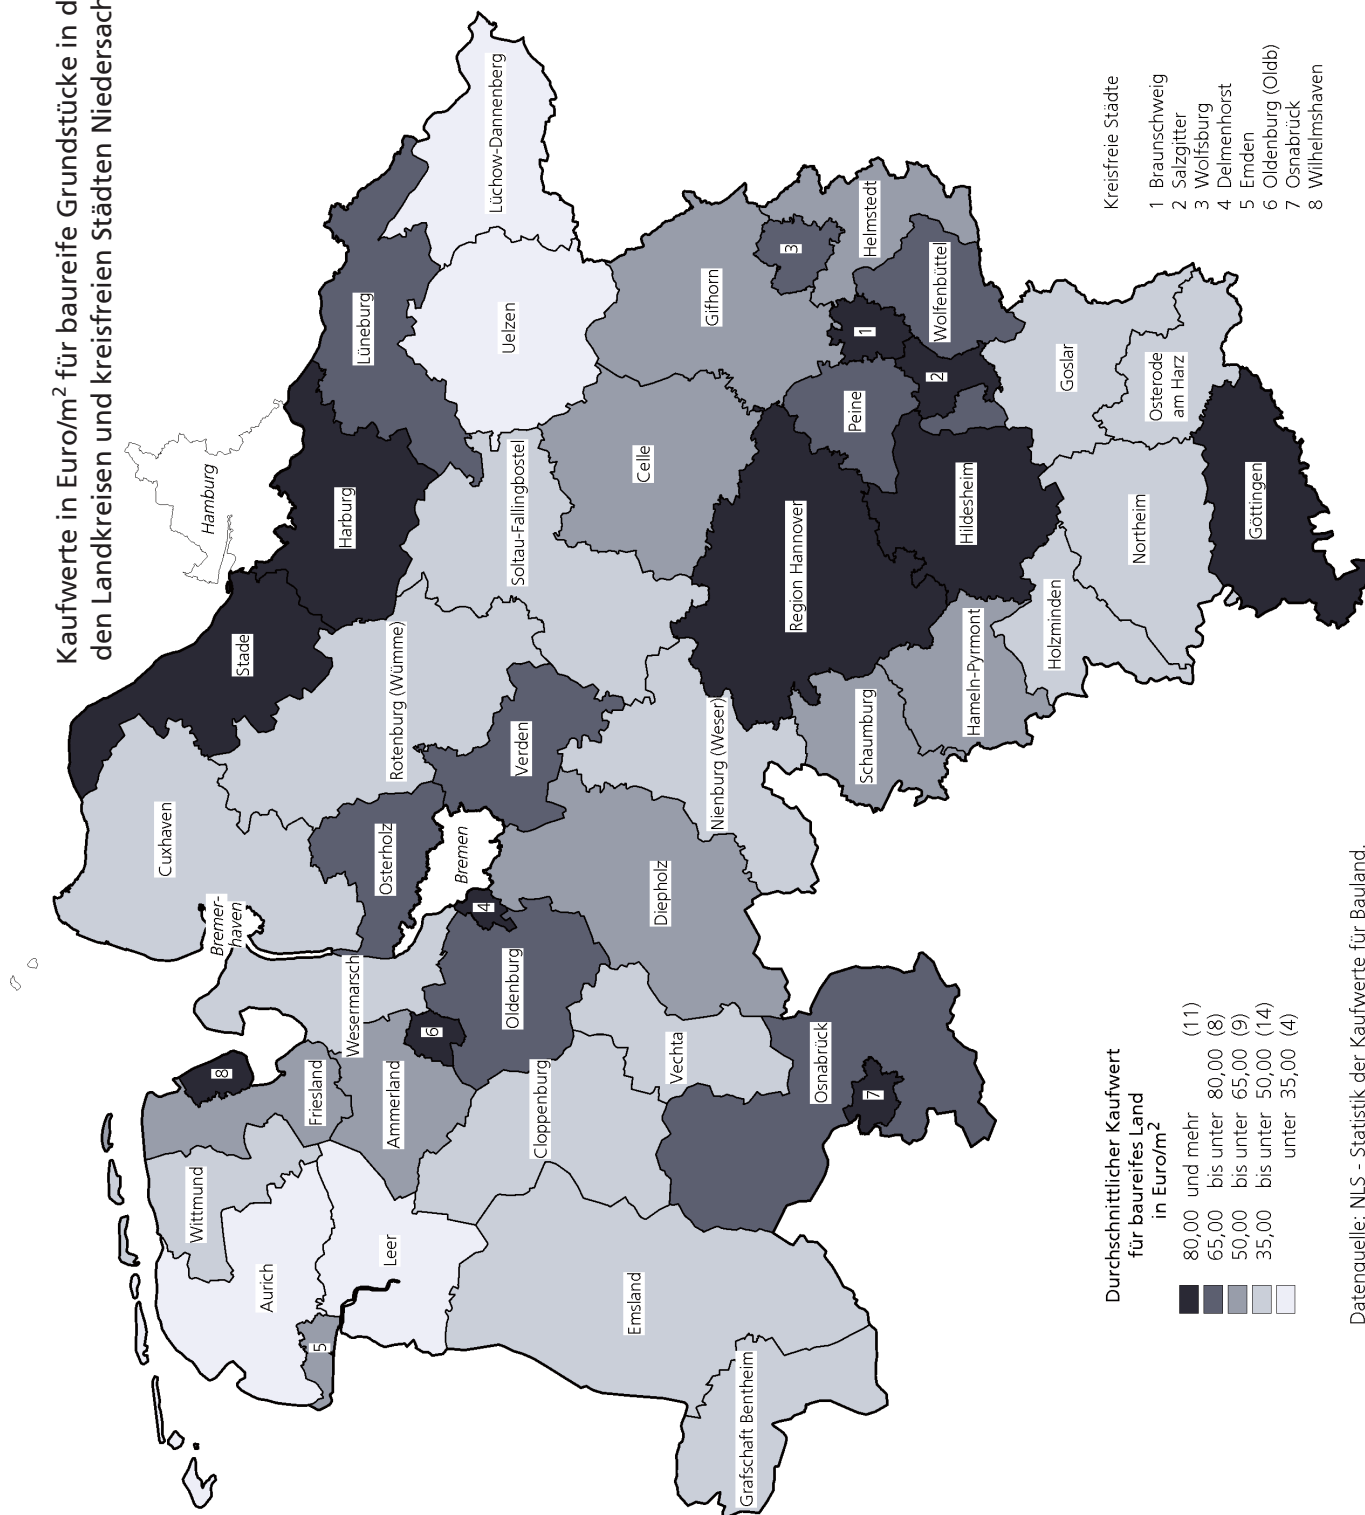 Kaufwerte in Euro/m² für baureife Grundstücke in d
den Landkreisen und kreisfreien Städten Niedersach
Hamburg
Stade
Harburg
Lüneburg
Lüchow-Dannenberg
Cuxhaven
Bremer-
haven
Rotenburg (Wümme)
Soltau-Fallingbostel
Uelzen
Osterholz
Verden
Celle
Gifhorn
Wittmund
Friesland
Wesermarsch
Bremen
Aurich
Ammerland
Oldenburg
Leer
Cloppenburg
Diepholz
Nienburg (Weser)
Region Hannover
Peine
Helmstedt
Wolfenbüttel
Emsland
Vechta
Schaumburg
Hildesheim
Hameln-Pyrmont
Grafschaft Bentheim
Osnabrück
Holzminden
Goslar
Northeim
Osterode
am Harz
Göttingen
1
2
3
4
5
6
7
8
Kreisfreie Städte
1 Braunschweig
2 Salzgitter
3 Wolfsburg
4 Delmenhorst
5 Emden
6 Oldenburg (Oldb)
7 Osnabrück
8 Wilhelmshaven
Durchschnittlicher Kaufwert
für baureifes Land
in Euro/m²
80,00 und mehr (11)
65,00 bis unter 80,00 (8)
50,00 bis unter 65,00 (9)
35,00 bis unter 50,00 (14)
unter 35,00 (4)
Datenquelle: NLS - Statistik der Kaufwerte für Bauland.